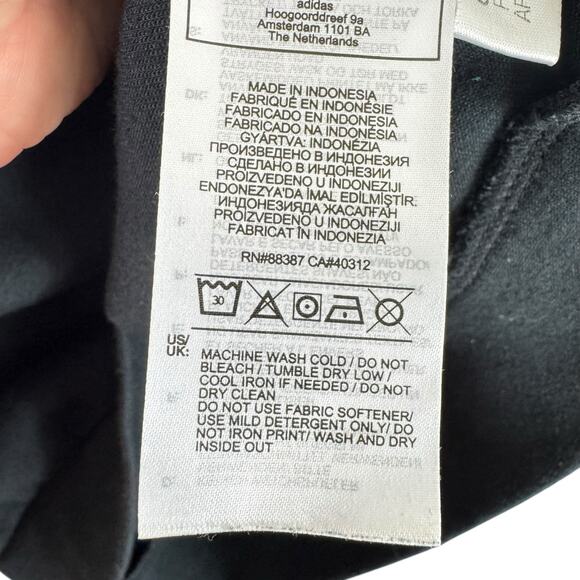 adidas
Hoogoorddreef 9a
Amsterdam 1101 BA
The Netherlands
MADE IN INDONESIA
FABRIQUÉ EN INDONÉSIE
FABRICADO EN INDONESIA
FABRICADO NA INDONÉSIA
GYÁRTVA: INDONÉZIA
ПРОИЗВЕДЕНО В ИНДОНЕЗИЯ
СДЕЛАНО В ИНДОНЕЗИИ
PROIZVEDENO U INDONEZIJI
ENDONEZYA'DA IMAL EDILMIŞTIR.
ИНДОНЕЗИЯДА ЖАСАЛҒАН
PROIZVEDENO U INDONEZIJI
FABRICAT ÎN INDONEZIA
RN#88387 CA#40312
30
US/
UK:
MACHINE WASH COLD / DO NOT
BLEACH / TUMBLE DRY LOW /
COOL IRON IF NEEDED / DO NOT
DRY CLEAN
DO NOT USE FABRIC SOFTENER/
USE MILD DETERGENT ONLY/ DO
NOT IRON PRINT/ WASH AND DRY
INSIDE OUT